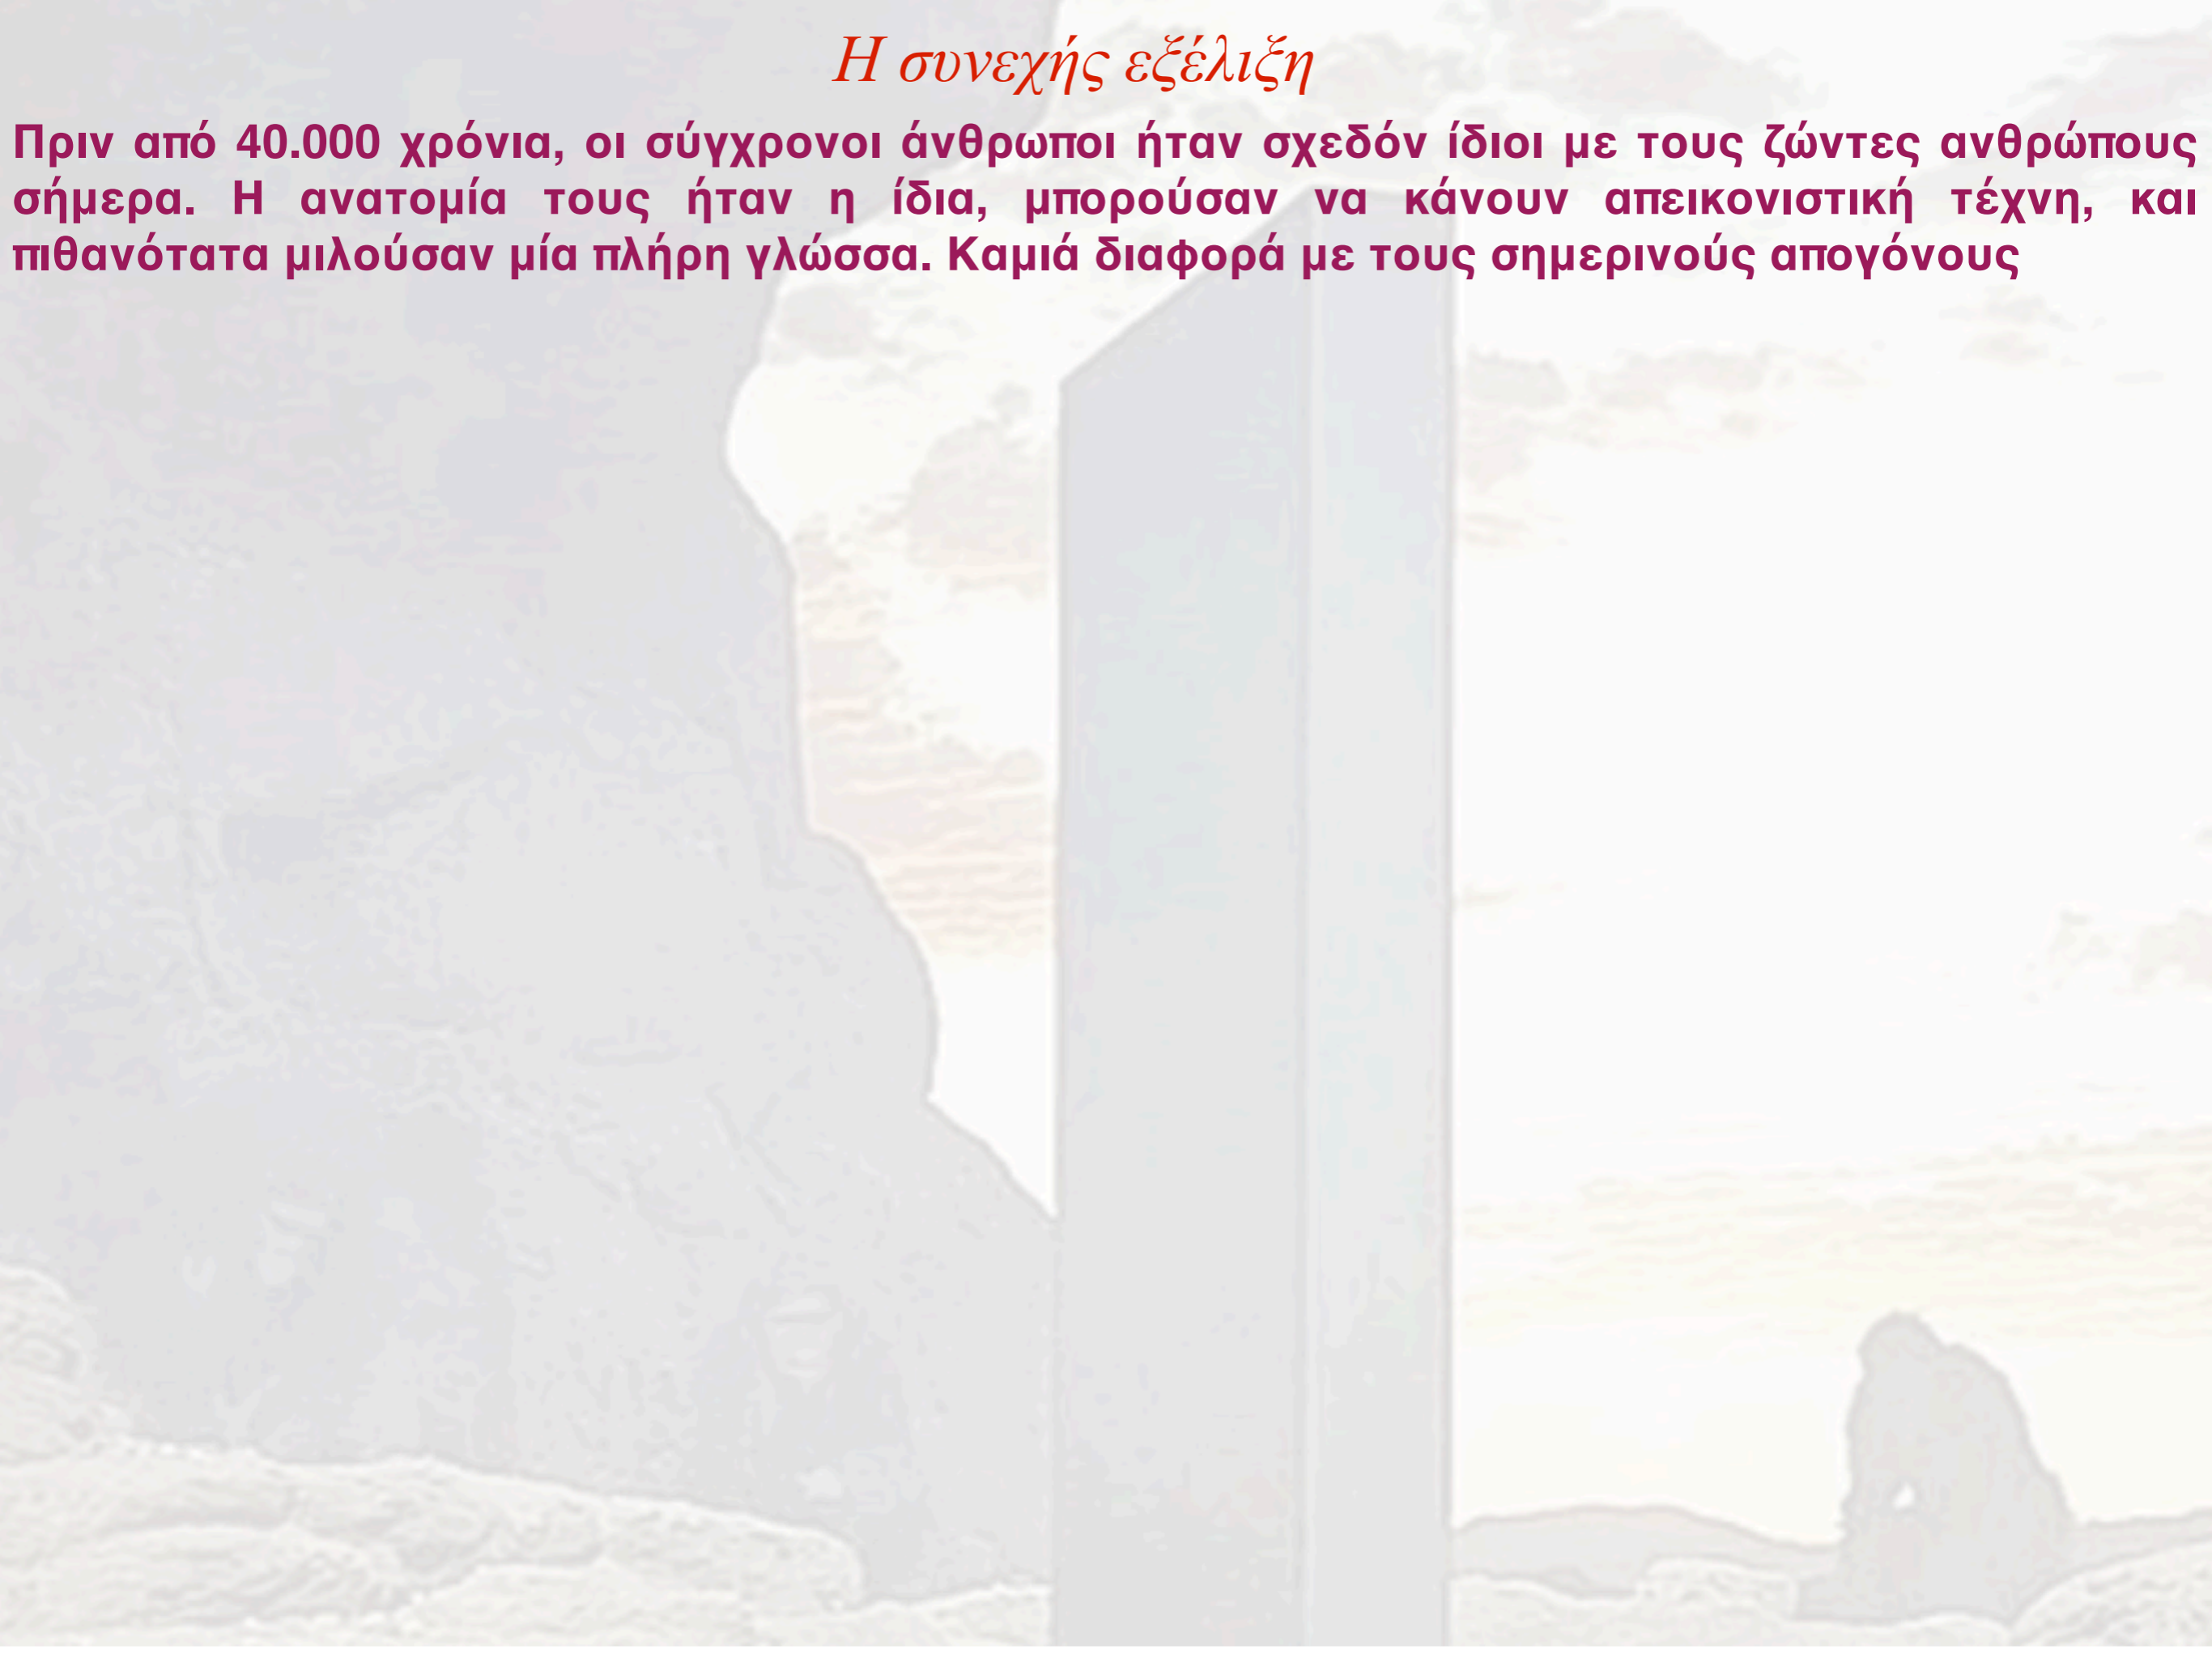 Η συνεχής εξέλιξη
Πριν από 40.000 χρόνια, οι σύγχρονοι άνθρωποι ήταν σχεδόν ίδιοι με τους ζώντες ανθρώπους
σήμερα. Η ανατομία τους ήταν η ίδια, μπορούσαν να κάνουν απεικονιστική τέχνη, και
πιθανότατα μιλούσαν μία πλήρη γλώσσα. Καμιά διαφορά με τους σημερινούς απογόνους